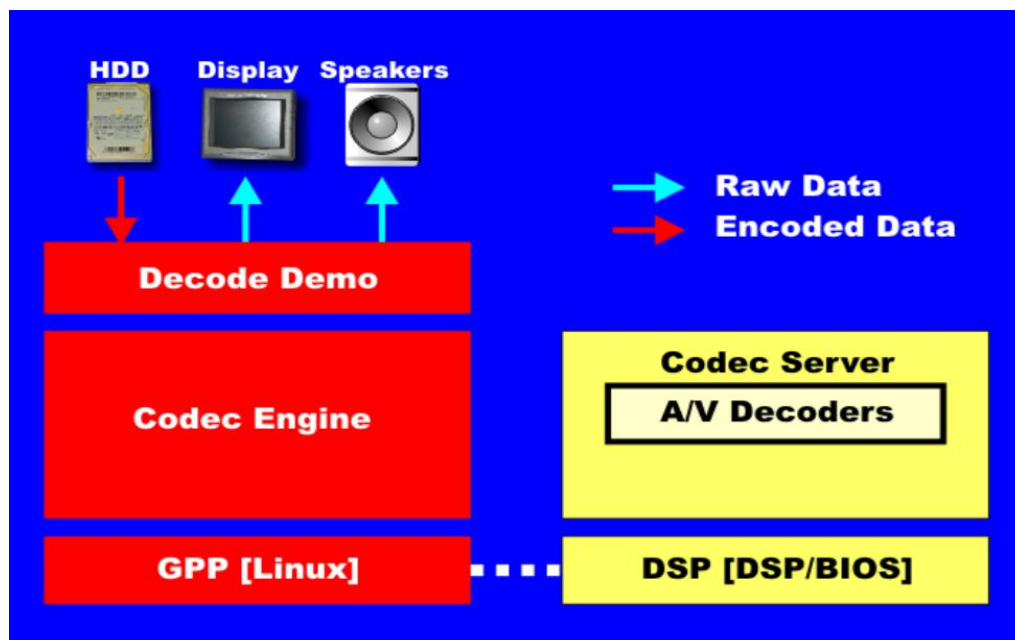 HDD Display Speakers
Raw Data
Encoded Data
Decode Demo
Codec Engine
Codec Server
A/V Decoders
GPP [Linux]
DSP [DSP/BIOS]